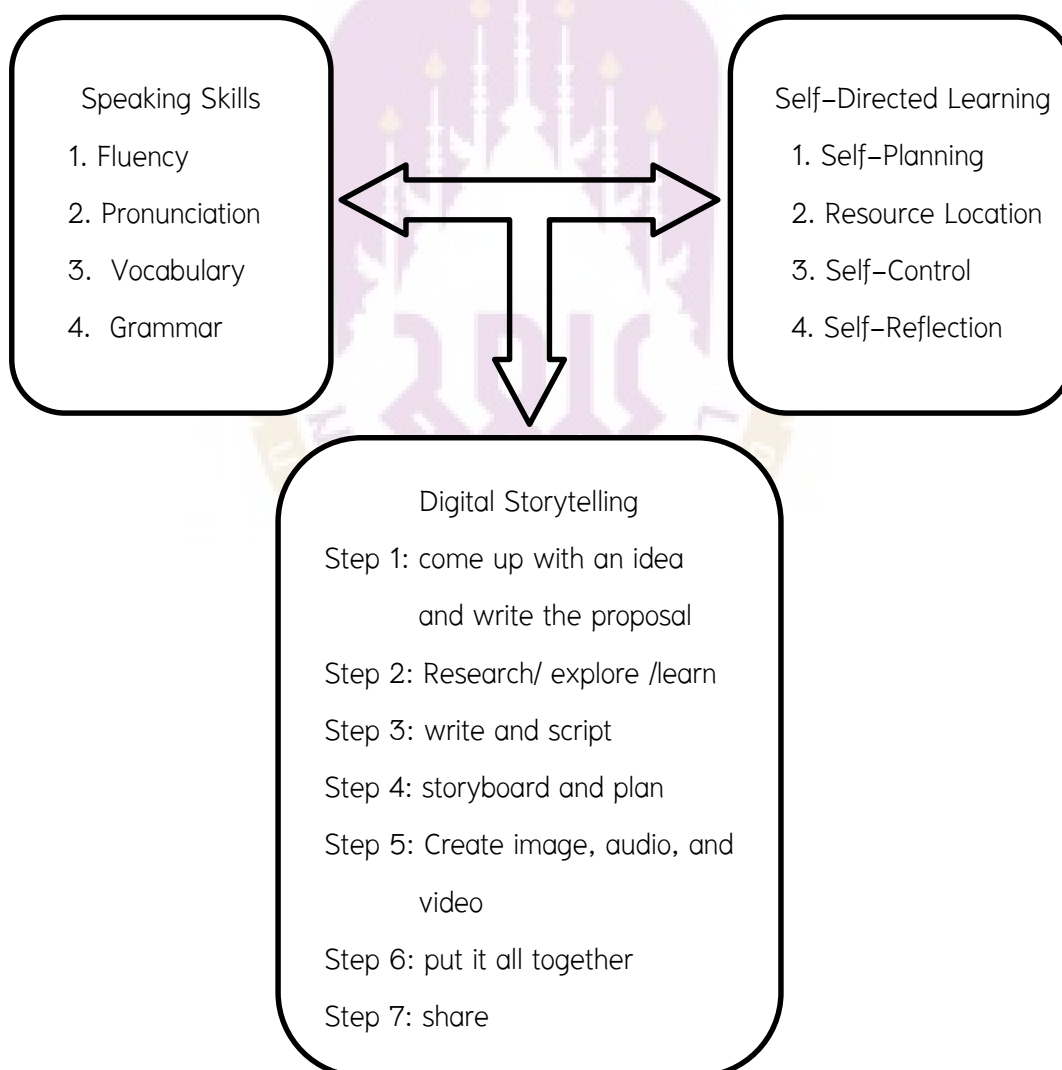 Speaking Skills
1. Fluency
2. Pronunciation
3. Vocabulary
4. Grammar
Self-Directed Learning
1. Self-Planning
2. Resource Location
3. Self-Control
4. Self-Reflection
Digital Storytelling
Step 1: come up with an idea
and write the proposal
Step 2: Research/ explore /learn
Step 3: write and script
Step 4: storyboard and plan
Step 5: Create image, audio, and
video
Step 6: put it all together
Step 7: share